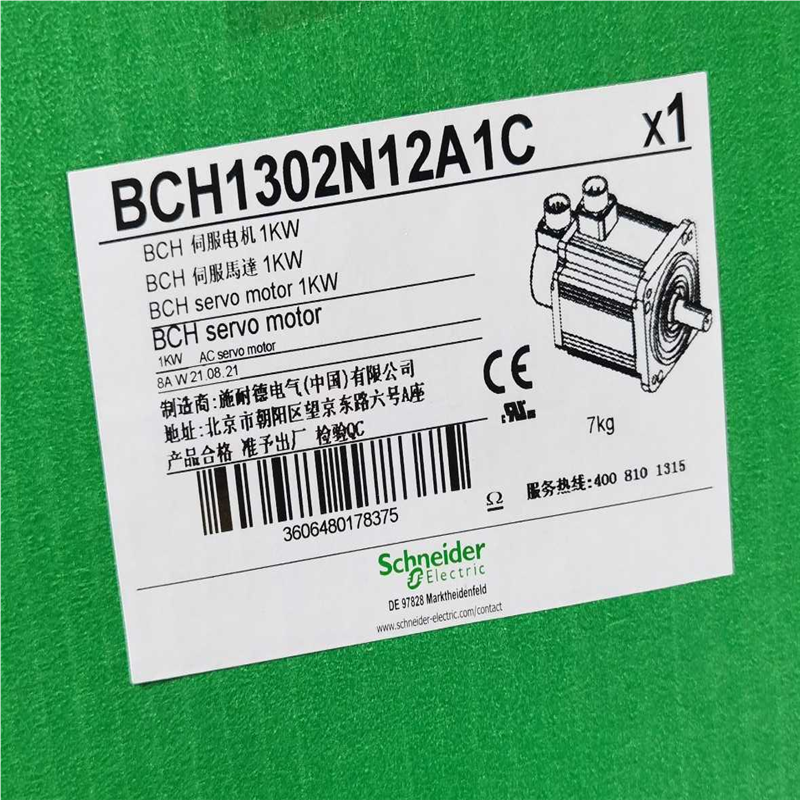 BCH1302N12A1C
x1
BCH 伺服电机 1KW
BCH 伺服馬達 1KW
BCH servo motor 1KW
BCH servo motor
1KW AC servo motor
8A W 21.08.21
制造商:施耐德电气(中国)有限公司
地址:北京市朝阳区望京东路六号A座
产品合格 准予出厂 检验QC
CE
7kg
3606480178375
Ω
服务热线:400 810 1315
Schneider
Electric
DE 97828 Marktheidenfeld
www.schneider-electric.com/contact